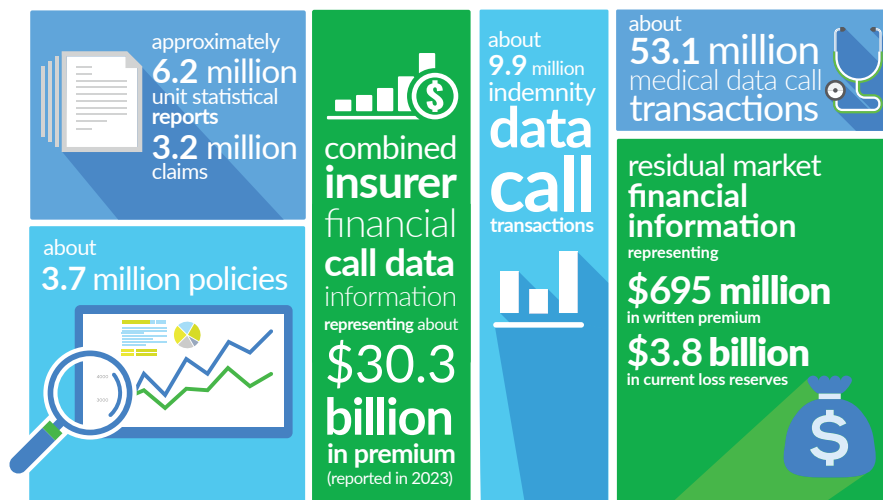 approximately
6.2 million
unit statistical
reports
3.2 million
claims
about
3.7 million policies
4000
3000
$
combined
insurer
financial
call data
information
representing about
$30.3
billion
in premium
(reported in 2023)
about
9.9 million
indemnity
data
call
transactions
about
53.1 million
medical data call
transactions
residual market
financial
information
representing
$695 million
in written premium
$3.8 billion
in current loss reserves
$